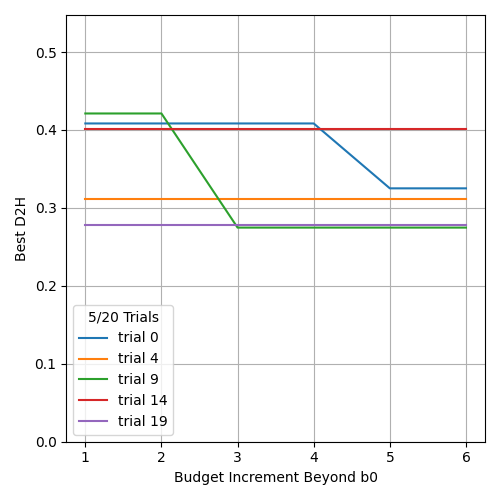 0.5
0.4
0.3
0.2
0.1
0.0
Best D2H
5/20 Trials
trial 0
trial 4
trial 9
trial 14
trial 19
1 2 3 4 5 6
Budget Increment Beyond b0